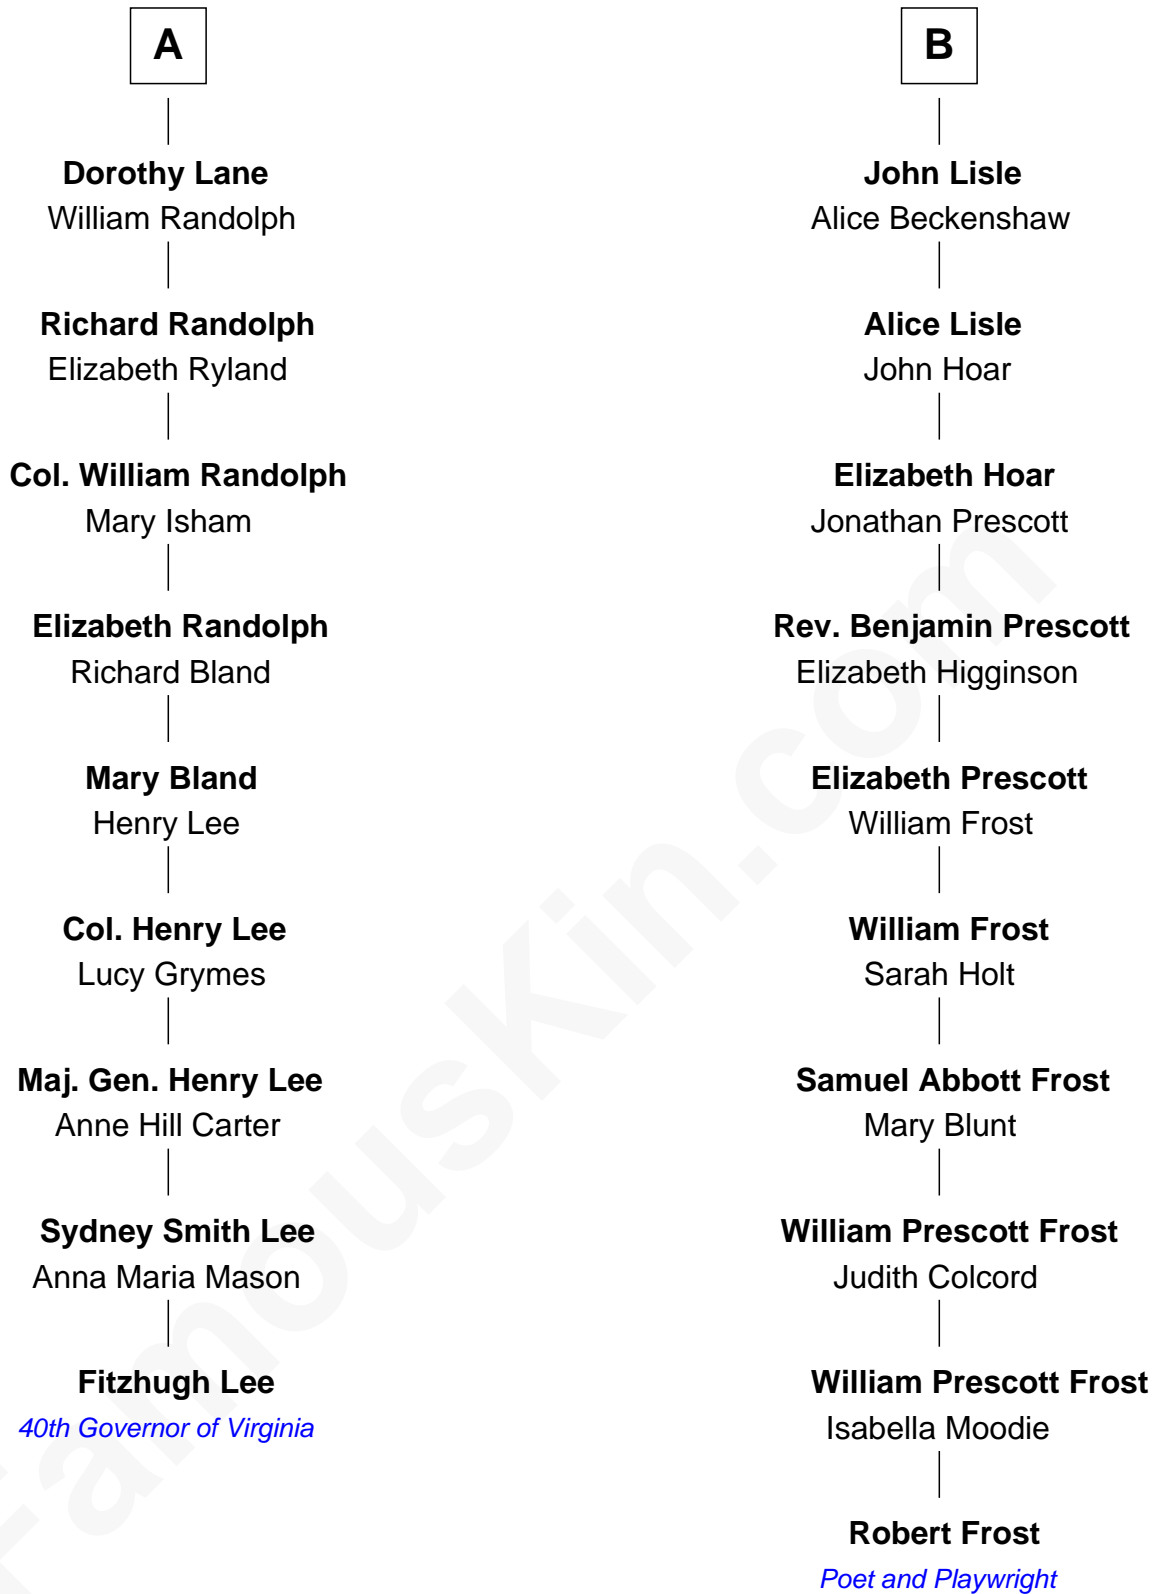 A
Dorothy Lane
William Randolph
Richard Randolph
Elizabeth Ryland
Col. William Randolph
Mary Isham
Elizabeth Randolph
Richard Bland
Mary Bland
Henry Lee
Col. Henry Lee
Lucy Grymes
Maj. Gen. Henry Lee
Anne Hill Carter
Sydney Smith Lee
Anna Maria Mason
Fitzhugh Lee
40th Governor of Virginia
B
John Lisle
Alice Beckenshaw
Alice Lisle
John Hoar
Elizabeth Hoar
Jonathan Prescott
Rev. Benjamin Prescott
Elizabeth Higginson
Elizabeth Prescott
William Frost
William Frost
Sarah Holt
Samuel Abbott Frost
Mary Blunt
William Prescott Frost
Judith Colcord
William Prescott Frost
Isabella Moodie
Robert Frost
Poet and Playwright
FamousKin.com